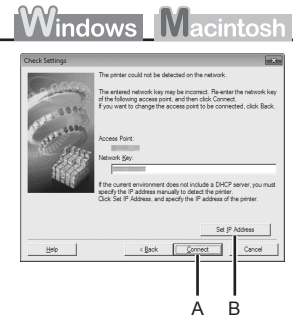 Windows Macintosh
Check Settings
The printer could not be detected on the network.
The entered network key may be incorrect. Re-enter the network key
of the following access point, and then click Connect.
If you want to change the access point to be connected, click Back.
Access Point:
Network Key:
If the current environment does not include a DHCP server, you must
specify the IP address manually to detect the printer.
Click Set IP Address, and specify the IP address of the printer.
Set IP Address
Help < Back Connect Cancel
A B